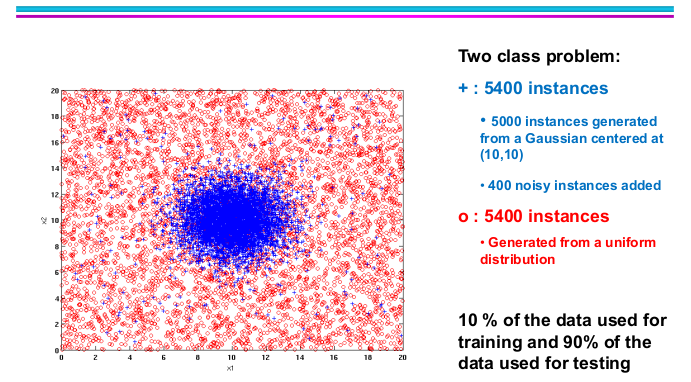 Two class problem:
+ : 5400 instances
• 5000 instances generated
from a Gaussian centered at
(10,10)
• 400 noisy instances added
o : 5400 instances
• Generated from a uniform
distribution
10 % of the data used for
training and 90% of the
data used for testing
20
18
16
14
12
10
8
6
4
2
0
x2
0 2 4 6 8 10 12 14 16 18 20
x1